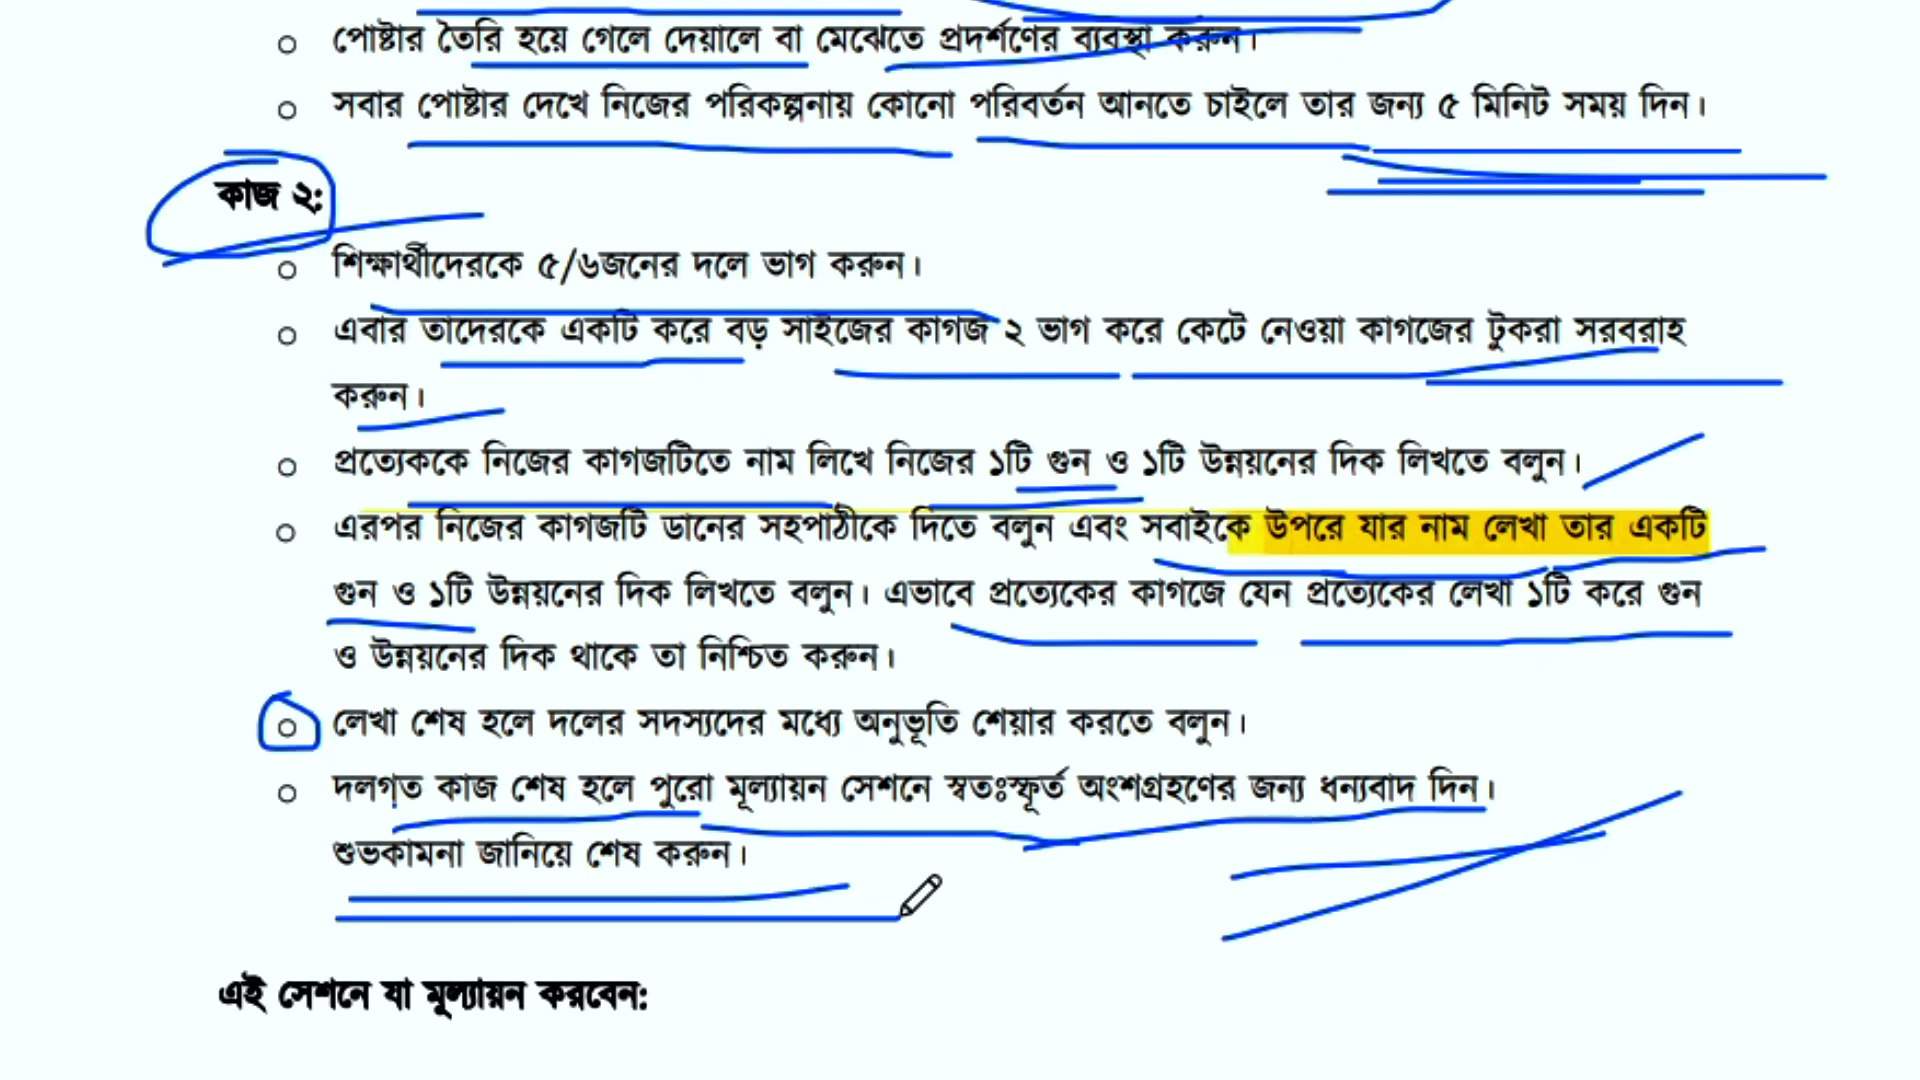 ○ পোষ্টার তৈরি হয়ে গেলে দেয়ালে বা মেঝেতে প্রদর্শণের ব্যবস্থা করুন।
○ সবার পোষ্টার দেখে নিজের পরিকল্পনায় কোনো পরিবর্তন আনতে চাইলে তার জন্য ৫ মিনিট সময় দিন।
কাজ ২:
○ শিক্ষার্থীদেরকে ৫/৬জনের দলে ভাগ করুন।
○ এবার তাদেরকে একটি করে বড় সাইজের কাগজ ২ ভাগ করে কেটে নেওয়া কাগজের টুকরা সরবরাহ
করুন।
○ প্রত্যেককে নিজের কাগজটিতে নাম লিখে নিজের ১টি গুন ও ১টি উন্নয়নের দিক লিখতে বলুন।
○ এরপর নিজের কাগজটি ডানের সহপাঠীকে দিতে বলুন এবং সবাইকে উপরে যার নাম লেখা তার একটি
গুন ও ১টি উন্নয়নের দিক লিখতে বলুন। এভাবে প্রত্যেকের কাগজে যেন প্রত্যেকের লেখা ১টি করে গুন
ও উন্নয়নের দিক থাকে তা নিশ্চিত করুন।
○ লেখা শেষ হলে দলের সদস্যদের মধ্যে অনুভূতি শেয়ার করতে বলুন।
○ দলগত কাজ শেষ হলে পুরো মূল্যায়ন সেশনে স্বতঃস্ফূর্ত অংশগ্রহণের জন্য ধন্যবাদ দিন।
শুভকামনা জানিয়ে শেষ করুন।
এই সেশনে যা মূল্যায়ন করবেন: